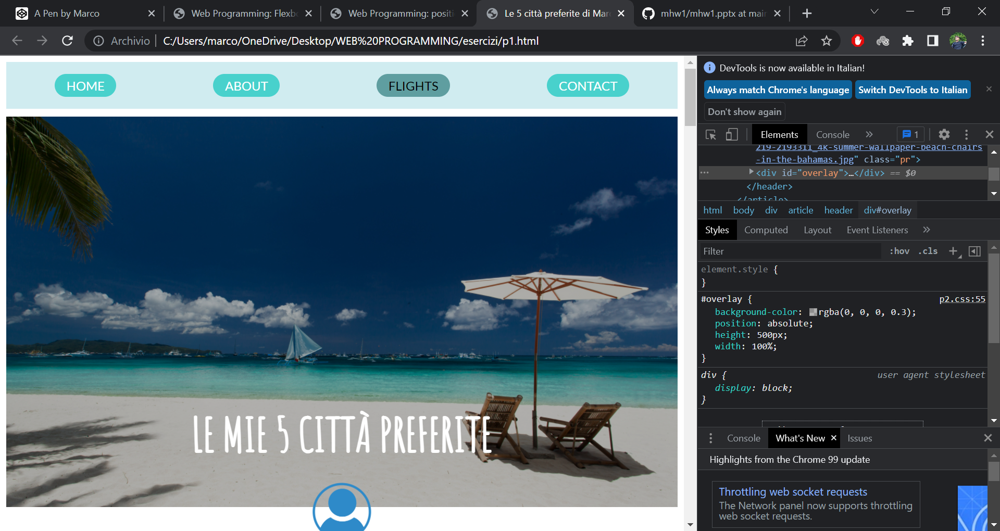 A Pen by Marco
Web Programming: Flexbo
Web Programming: positi
Le 5 città preferite di Marc
mhw1/mhw1.pptx at main
Archivio
C:/Users/marco/OneDrive/Desktop/WEB%20PROGRAMMING/esercizi/p1.html
HOME
ABOUT
FLIGHTS
CONTACT
LE MIE 5 CITTÀ PREFERITE
DevTools is now available in Italian!
Always match Chrome's language
Switch DevTools to Italian
Don't show again
Elements
Console
1
219-2193311_4k-summer-wallpaper-beach-chairs
-in-the-bahamas.jpg" class="pr">
<div id="overlay">…</div> == $0
</header>
</article>
html body div article header div#overlay
Styles Computed Layout Event Listeners
Filter
:hov .cls
element.style {
}
#overlay {
p2.css:55
background-color: rgba(0, 0, 0, 0.3);
position: absolute;
height: 500px;
width: 100%;
}
div {
user agent stylesheet
display: block;
}
Console
What's New
Issues
Highlights from the Chrome 99 update
Throttling web socket requests
The Network panel now supports throttling
web socket requests.